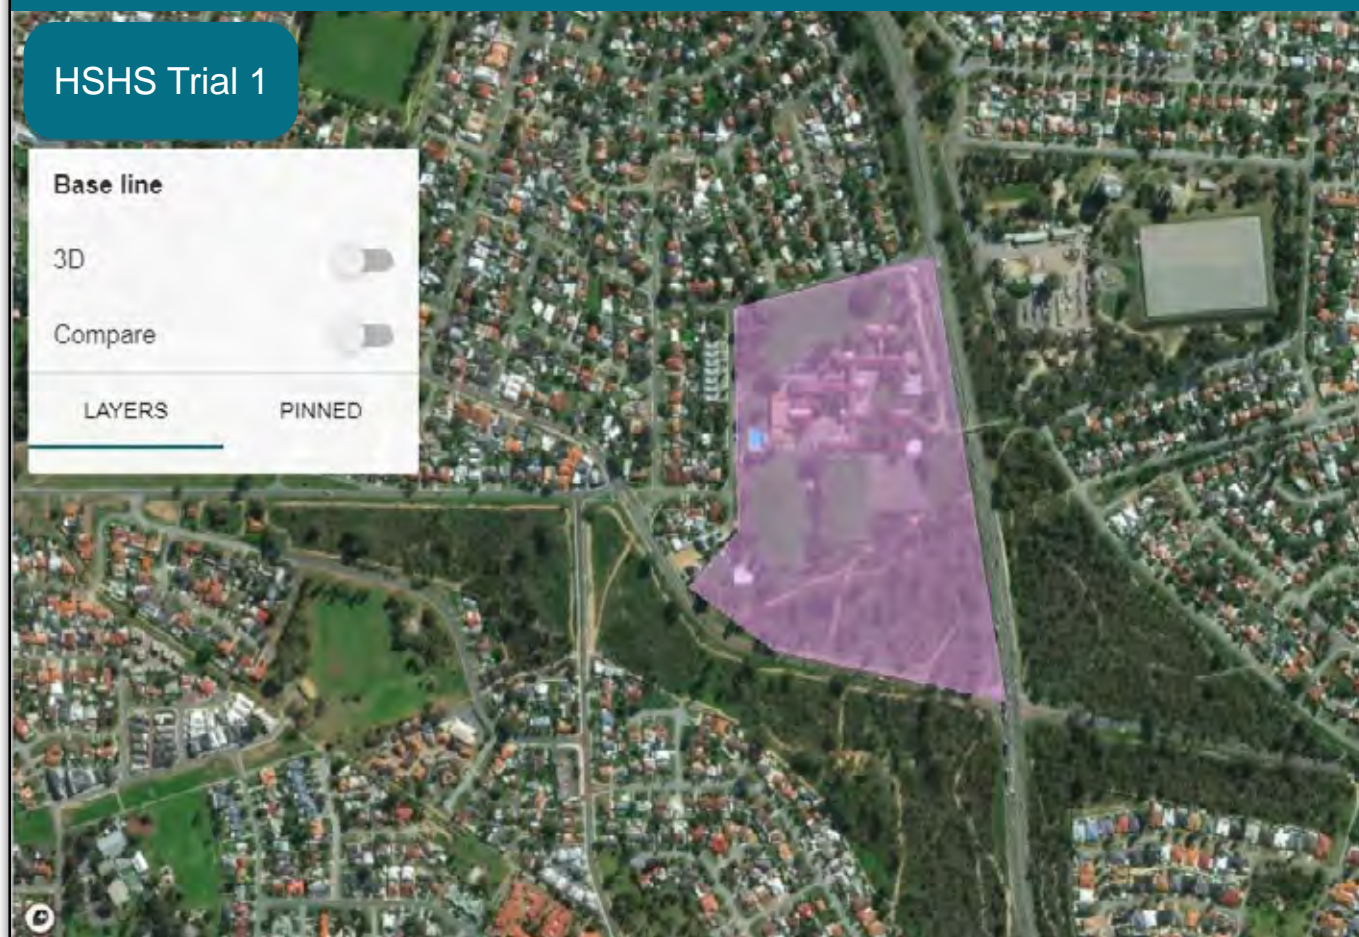 HSHS Trial 1
Base line
3D
Compare
LAYERS
PINNED